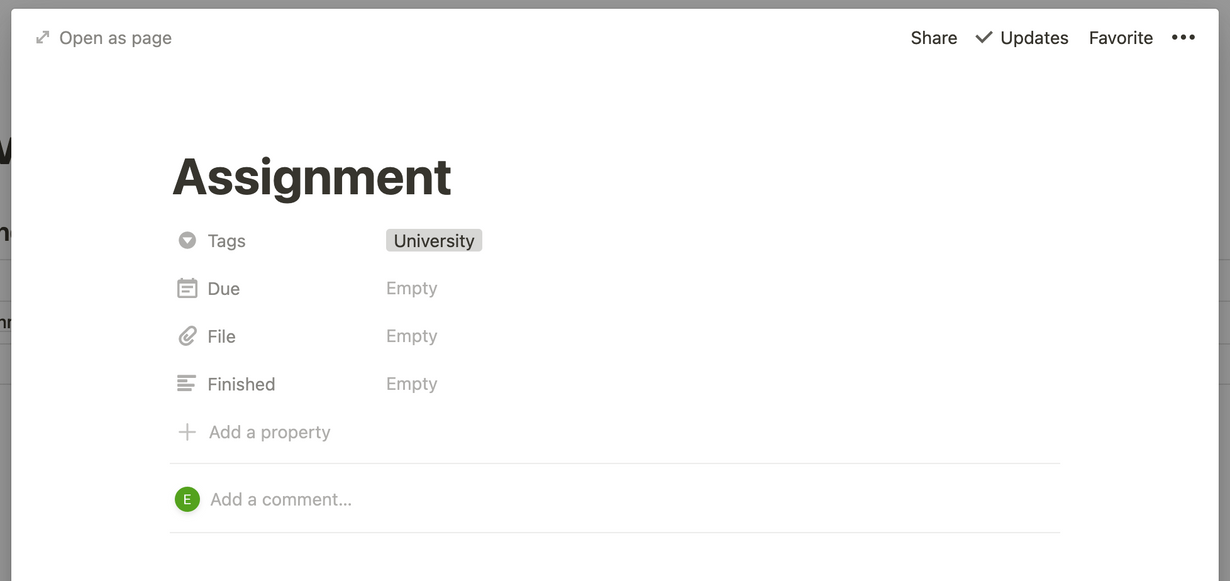 Open as page Share Updates Favorite
Assignment
Tags University
Due Empty
File Empty
Finished Empty
Add a property
E Add a comment...